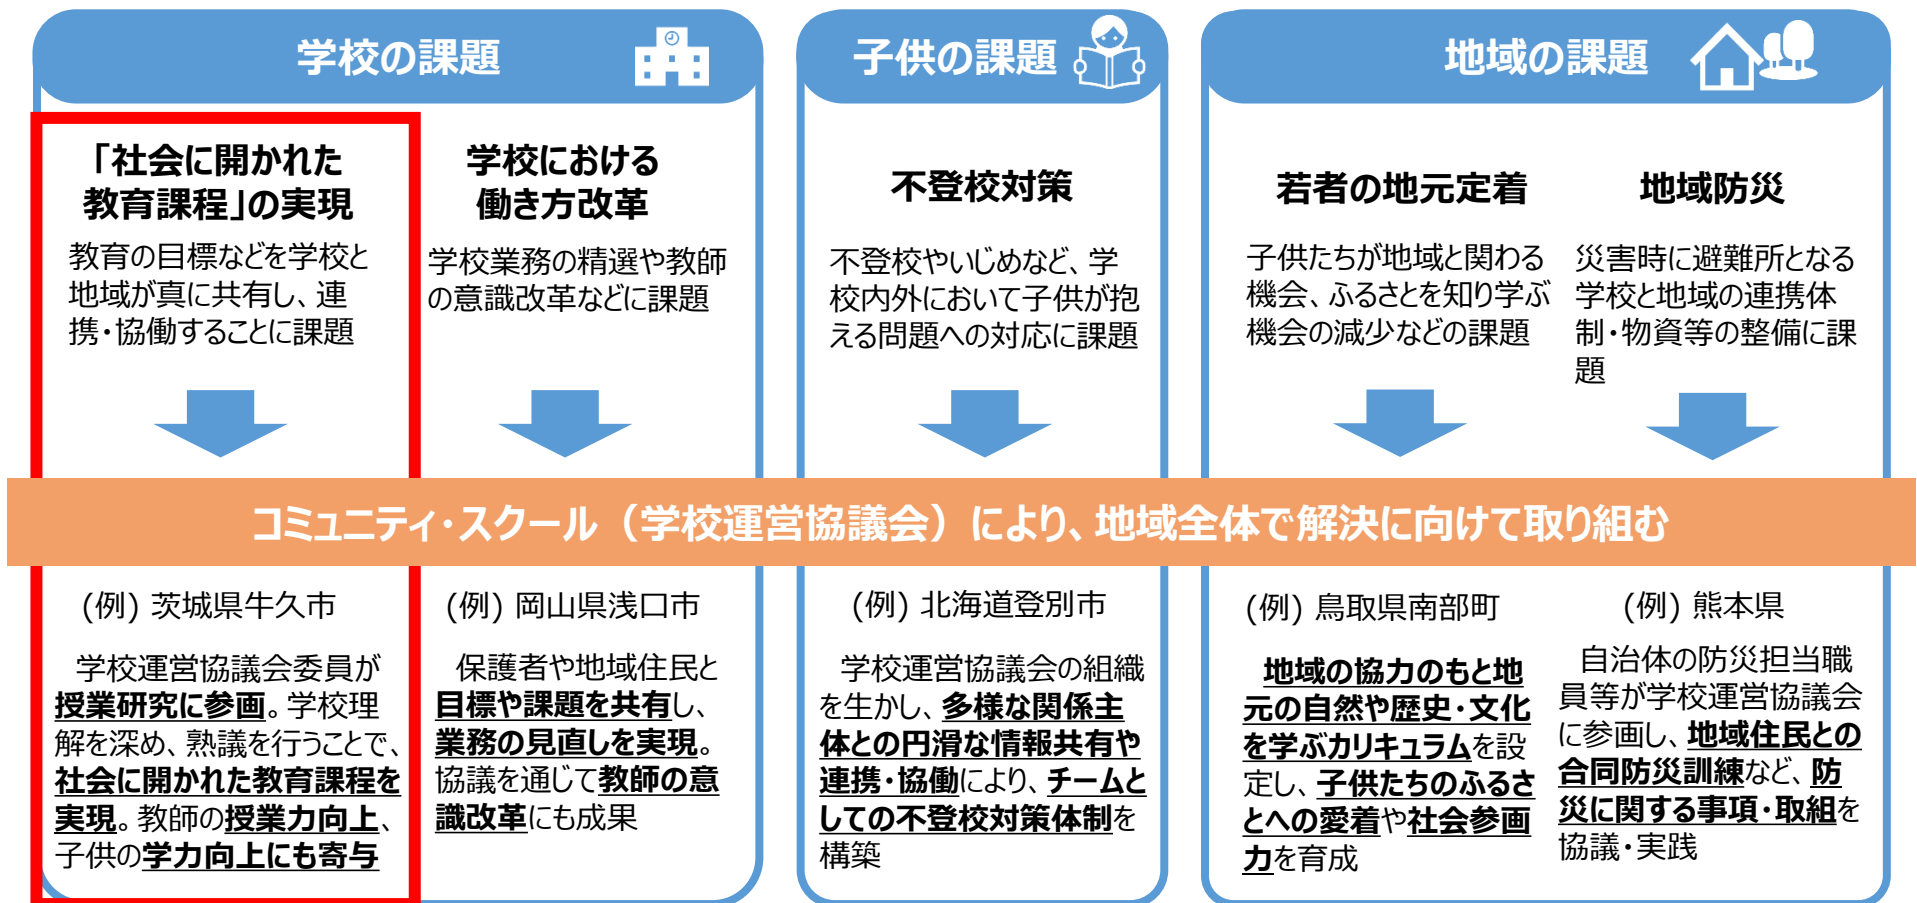 学校の課題
「社会に開かれた
教育課程」の実現
教育の目標などを学校と
地域が真に共有し、連
携・協働することに課題
学校における
働き方改革
学校業務の精選や教師
の意識改革などに課題
子供の課題
不登校対策
不登校やいじめなど、学
校内外において子供が抱
える問題への対応に課題
地域の課題
若者の地元定着
子供たちが地域と関わる
機会、ふるさとを知り学ぶ
機会の減少などの課題
地域防災
災害時に避難所となる
学校と地域の連携体
制・物資等の整備に課
題
コミュニティ・スクール（学校運営協議会）により、地域全体で解決に向けて取り組む
(例) 茨城県牛久市
学校運営協議会委員が
授業研究に参画。学校理
解を深め、熟議を行うことで、
社会に開かれた教育課程を
実現。教師の授業力向上、
子供の学力向上にも寄与
(例) 岡山県浅口市
保護者や地域住民と
目標や課題を共有し、
業務の見直しを実現。
協議を通じて教師の意
識改革にも成果
(例) 北海道登別市
学校運営協議会の組織
を生かし、多様な関係主
体との円滑な情報共有や
連携・協働により、チームと
しての不登校対策体制を
構築
(例) 鳥取県南部町
地域の協力のもと地
元の自然や歴史・文化
を学ぶカリキュラムを設
定し、子供たちのふるさ
とへの愛着や社会参画
力を育成
(例) 熊本県
自治体の防災担当職
員等が学校運営協議会
に参画し、地域住民との
合同防災訓練など、防
災に関する事項・取組を
協議・実践